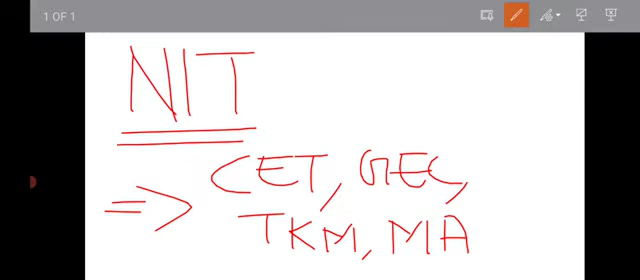 1 OF 1
NIT
=> CET, GEC,
TKM, MA